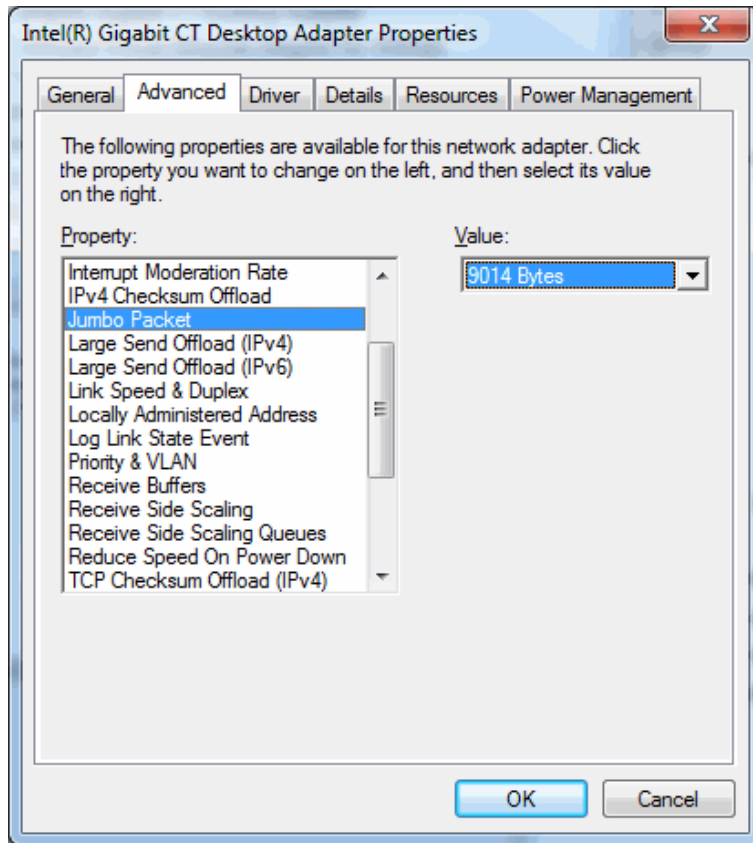 Intel(R) Gigabit CT Desktop Adapter Properties
General Advanced Driver Details Resources Power Management
The following properties are available for this network adapter. Click
the property you want to change on the left, and then select its value
on the right.
Property:
Value:
Interrupt Moderation Rate
IPv4 Checksum Offload
Jumbo Packet
Large Send Offload (IPv4)
Large Send Offload (IPv6)
Link Speed & Duplex
Locally Administered Address
Log Link State Event
Priority & VLAN
Receive Buffers
Receive Side Scaling
Receive Side Scaling Queues
Reduce Speed On Power Down
TCP Checksum Offload (IPv4)
9014 Bytes
OK Cancel